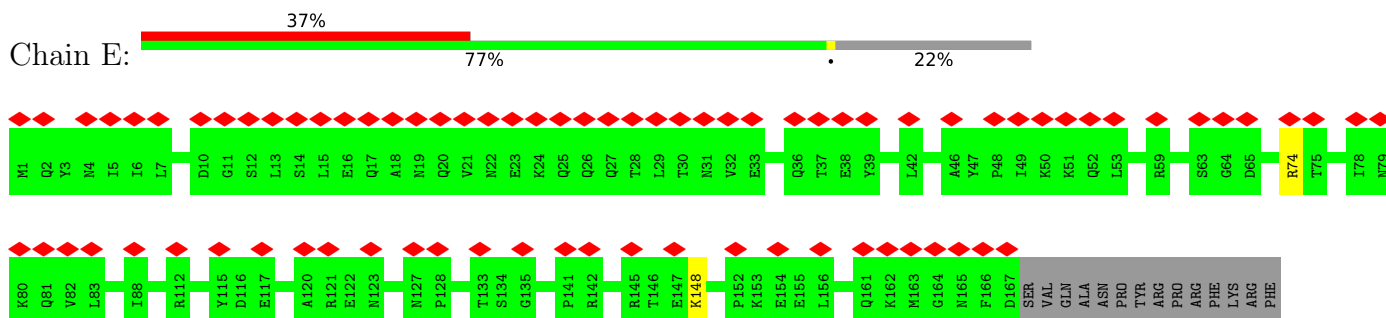 37%
Chain E:
77%
•
22%
M1 Q2 Y3 N4 I5 I6 L7 D10 G11 S12 L13 S14 L15 E16 Q17 A18 N19 Q20 V21 N22 E23 K24 Q25 Q26 Q27 T28 L29 T30 N31 V32 E33 Q36 T37 E38 Y39 L42 A46 Y47 P48 I49 K50 K51 Q52 L53 R59 S63 G64 D65 R74 T75 I78 N79
K80 Q81 V82 L83 I88 R112 Y115 D116 E117 A120 R121 E122 N123 N127 P128 T133 S134 G135 P141 R142 R145 T146 E147 K148 P152 K153 E154 E155 L156 Q161 K162 M163 G164 N165 F166 D167 SER VAL GLN ALA ASN PRO TYR ARG PRO ARG PHE LYS ARG PHE